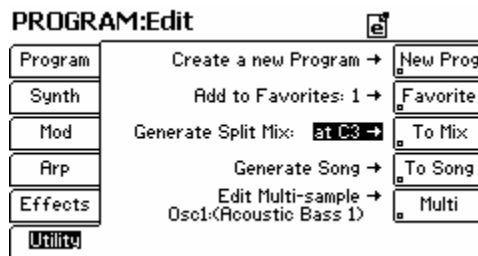 PROGRAM:Edit e
Program Create a new Program → New Prog
Synth Add to Favorites: 1 → Favorite
Mod Generate Split Mix: at C3 → To Mix
Arp Generate Song → To Song
Effects Edit Multi-sample → Multi
Osc1:(Acoustic Bass 1)
Utility